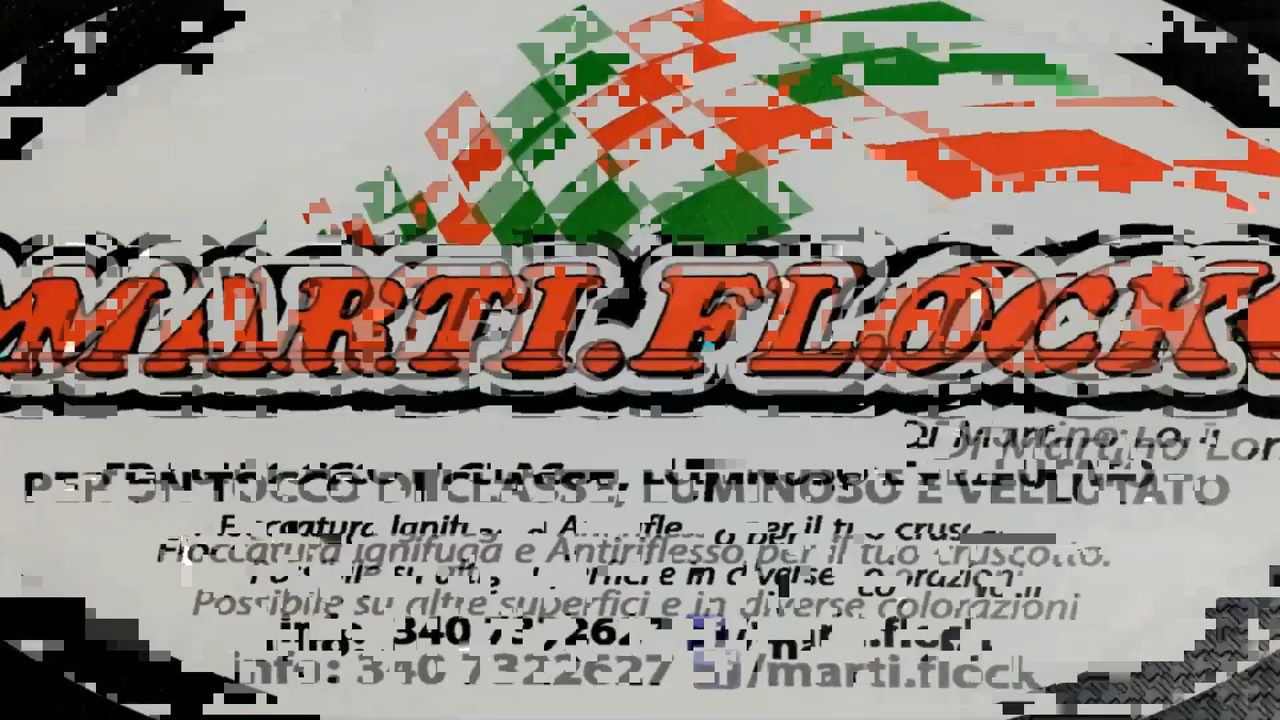 MARTI.FLOCK
Di Martino Lor
PER UN TOCCO DI CLASSE, LUMINOSO E VELLUTATO
Floccatura ignifuga e Antiriflesso per il tuo cruscotto.
Possibile su altre superfici e in diverse colorazioni
info: 340 7322627 /marti.flock